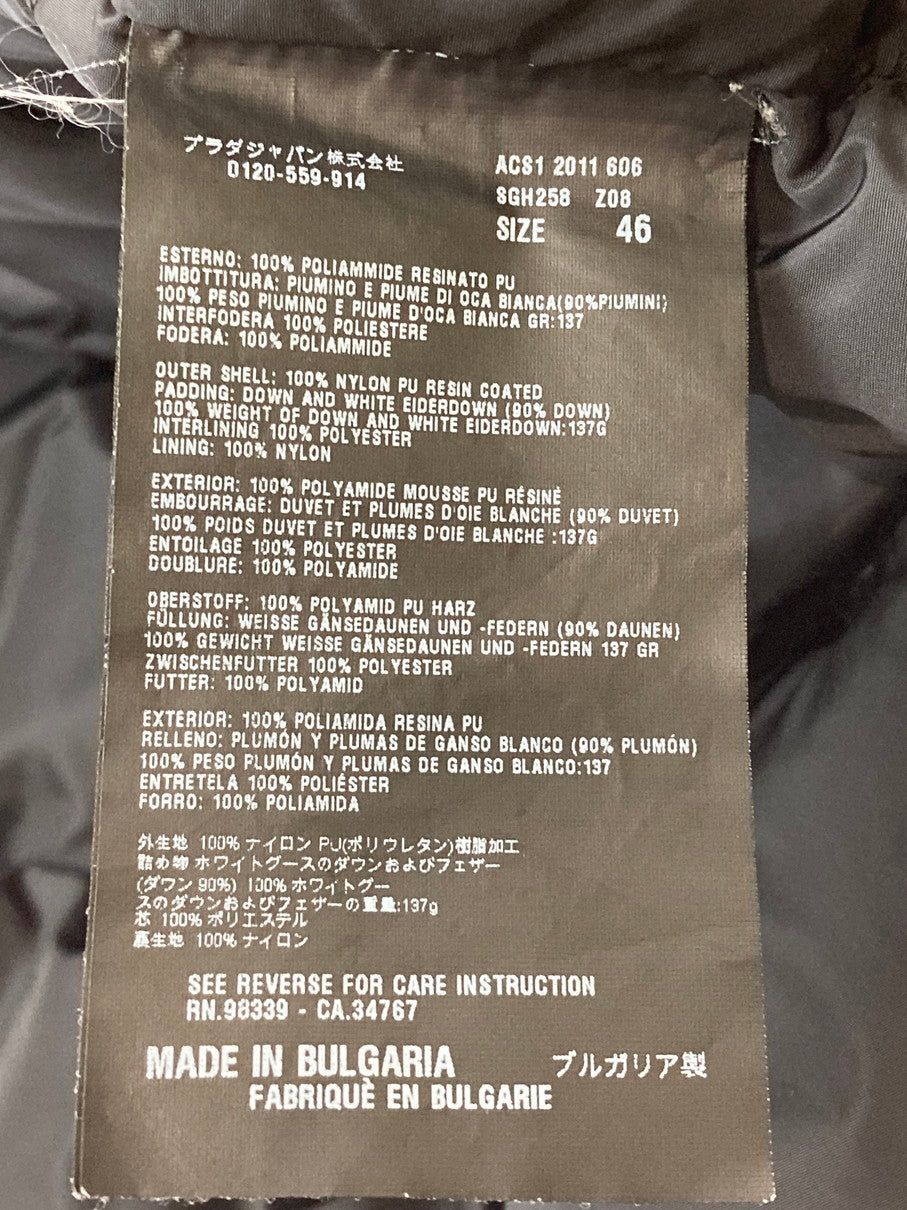 プラダジャパン株式会社
0120-559-914
ACS1 2011 606
SGH258 Z08
SIZE 46
ESTERNO: 100% POLIAMMIDE RESINATO PU
IMBOTTITURA: PIUMINO E PIUME DI OCA BIANCA(90%PIUMINI)
100% PESO PIUMINO E PIUME D'OCA BIANCA GR:137
INTERFODERA 100% POLIESTERE
FODERA: 100% POLIAMMIDE
OUTER SHELL: 100% NYLON PU RESIN COATED
PADDING: DOWN AND WHITE EIDERDOWN (90% DOWN)
100% WEIGHT OF DOWN AND WHITE EIDERDOWN:137G
INTERLINING 100% POLYESTER
LINING: 100% NYLON
EXTERIOR: 100% POLYAMIDE MOUSSE PU RÉSINÈ
EMBOURRAGE: DUVET ET PLUMES D'OIE BLANCHE (90% DUVET)
100% POIDS DUVET ET PLUMES D'OIE BLANCHE :137G
ENTOILAGE 100% POLYESTER
DOUBLURE: 100% POLYAMIDE
OBERSTOFF: 100% POLYAMID PU HARZ
FÜLLUNG: WEISSE GÄNSEDAUNEN UND -FEDERN (90% DAUNEN)
100% GEWICHT WEISSE GÄNSEDAUNEN UND -FEDERN 137 GR
ZWISCHENFUTTER 100% POLYESTER
FUTTER: 100% POLYAMID
EXTERIOR: 100% POLIAMIDA RESINA PU
RELLENO: PLUMÓN Y PLUMAS DE GANSO BLANCO (90% PLUMÓN)
100% PESO PLUMÓN Y PLUMAS DE GANSO BLANCO:137
ENTRETELA 100% POLIÉSTER
FORRO: 100% POLIAMIDA
外生地 100% ナイロン PU(ポリウレタン)樹脂加工
詰め物 ホワイトグースのダウンおよびフェザー
(ダウン 90%) 100% ホワイトグー
スのダウンおよびフェザーの重量:137g
芯 100% ポリエステル
裏生地 100% ナイロン
SEE REVERSE FOR CARE INSTRUCTION
RN.98339 - CA.34767
MADE IN BULGARIA ブルガリア製
FABRIQUÈ EN BULGARIE